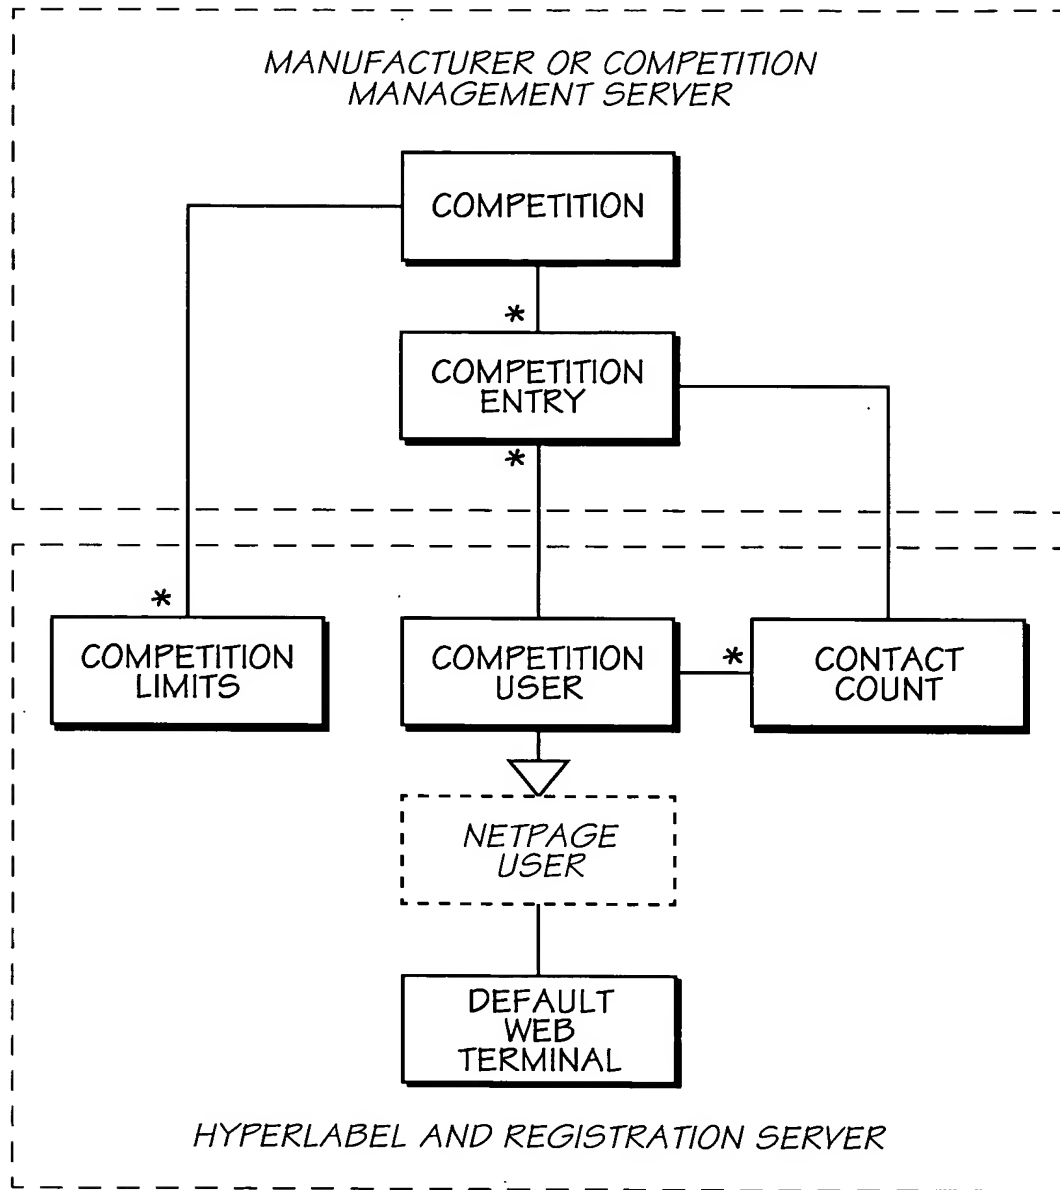 MANUFACTURER OR COMPETITION
MANAGEMENT SERVER
COMPETITION
*
COMPETITION
ENTRY
*
*
COMPETITION
LIMITS
COMPETITION
USER
*
CONTACT
COUNT
NETPAGE
USER
DEFAULT
WEB
TERMINAL
HYPERLABEL AND REGISTRATION SERVER